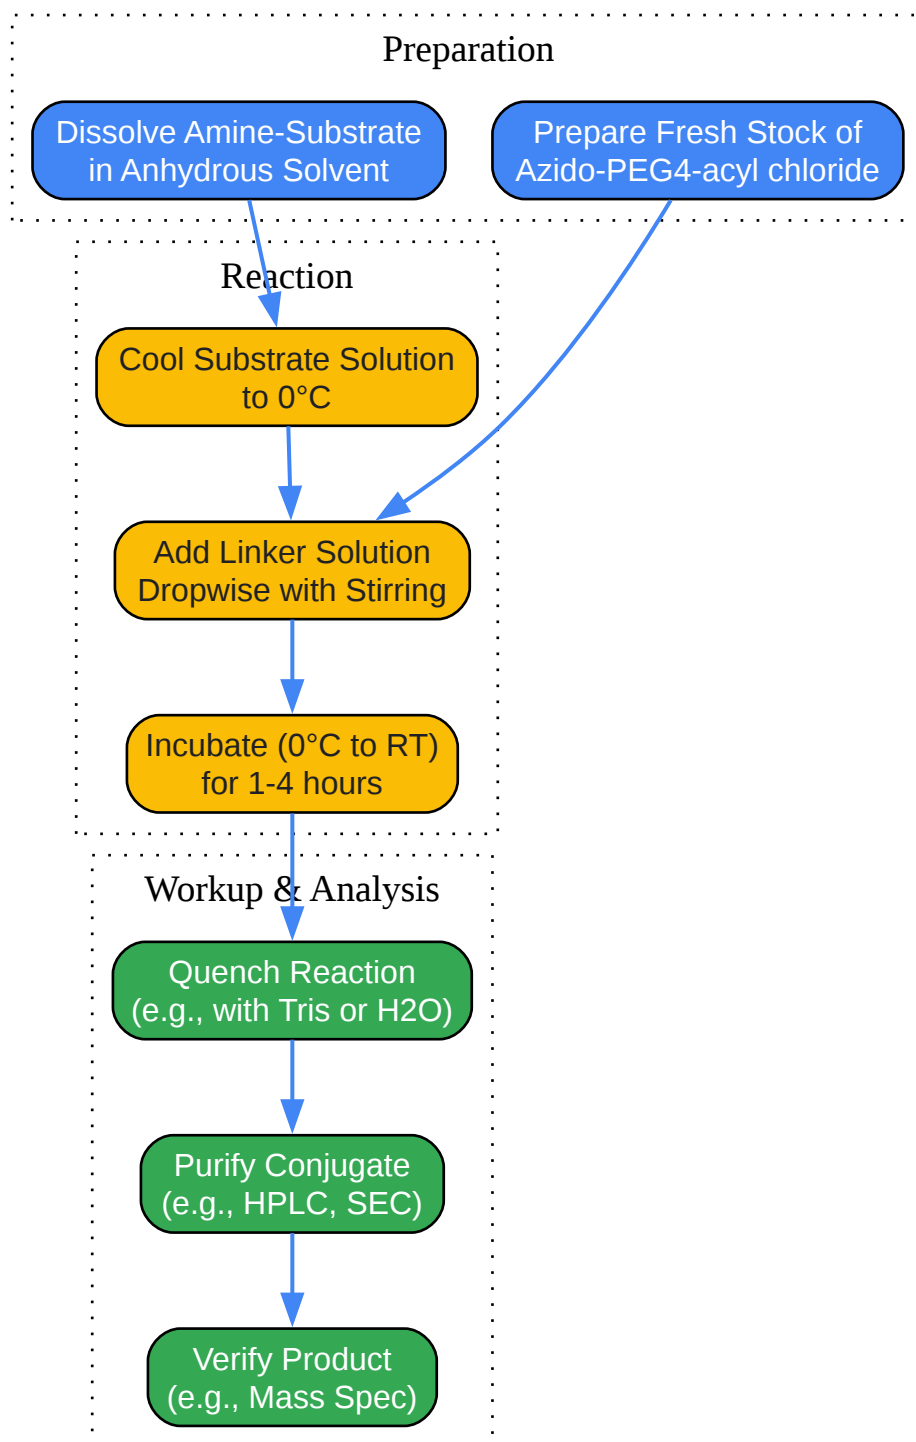 Preparation
Dissolve Amine-Substrate
in Anhydrous Solvent
Prepare Fresh Stock of
Azido-PEG4-acyl chloride
Reaction
Cool Substrate Solution
to 0°C
Add Linker Solution
Dropwise with Stirring
Incubate (0°C to RT)
for 1-4 hours
Workup & Analysis
Quench Reaction
(e.g., with Tris or H2O)
Purify Conjugate
(e.g., HPLC, SEC)
Verify Product
(e.g., Mass Spec)